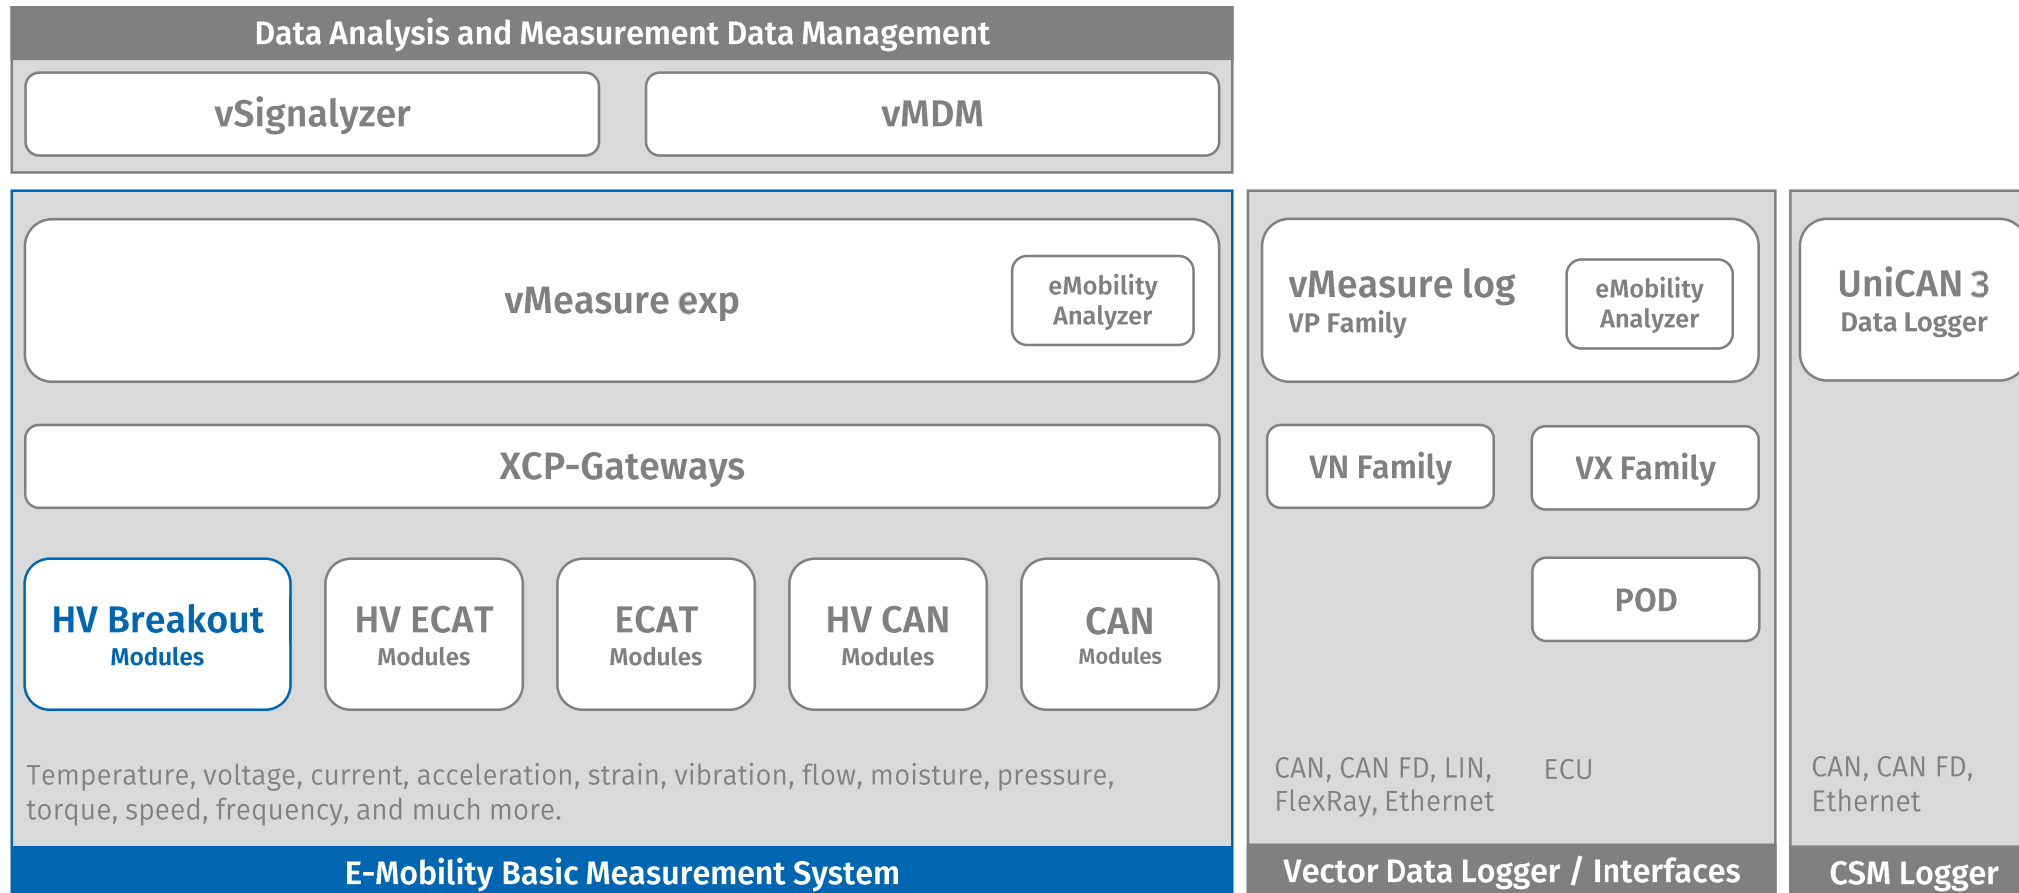 Data Analysis and Measurement Data Management
vSignalyzer
vMDM
vMeasure exp
eMobility
Analyzer
XCP-Gateways
HV Breakout
Modules
HV ECAT
Modules
ECAT
Modules
HV CAN
Modules
CAN
Modules
Temperature, voltage, current, acceleration, strain, vibration, flow, moisture, pressure,
torque, speed, frequency, and much more.
E-Mobility Basic Measurement System
vMeasure log
VP Family
eMobility
Analyzer
VN Family
VX Family
POD
CAN, CAN FD, LIN,
FlexRay, Ethernet
ECU
Vector Data Logger / Interfaces
UniCAN 3
Data Logger
CAN, CAN FD,
Ethernet
CSM Logger